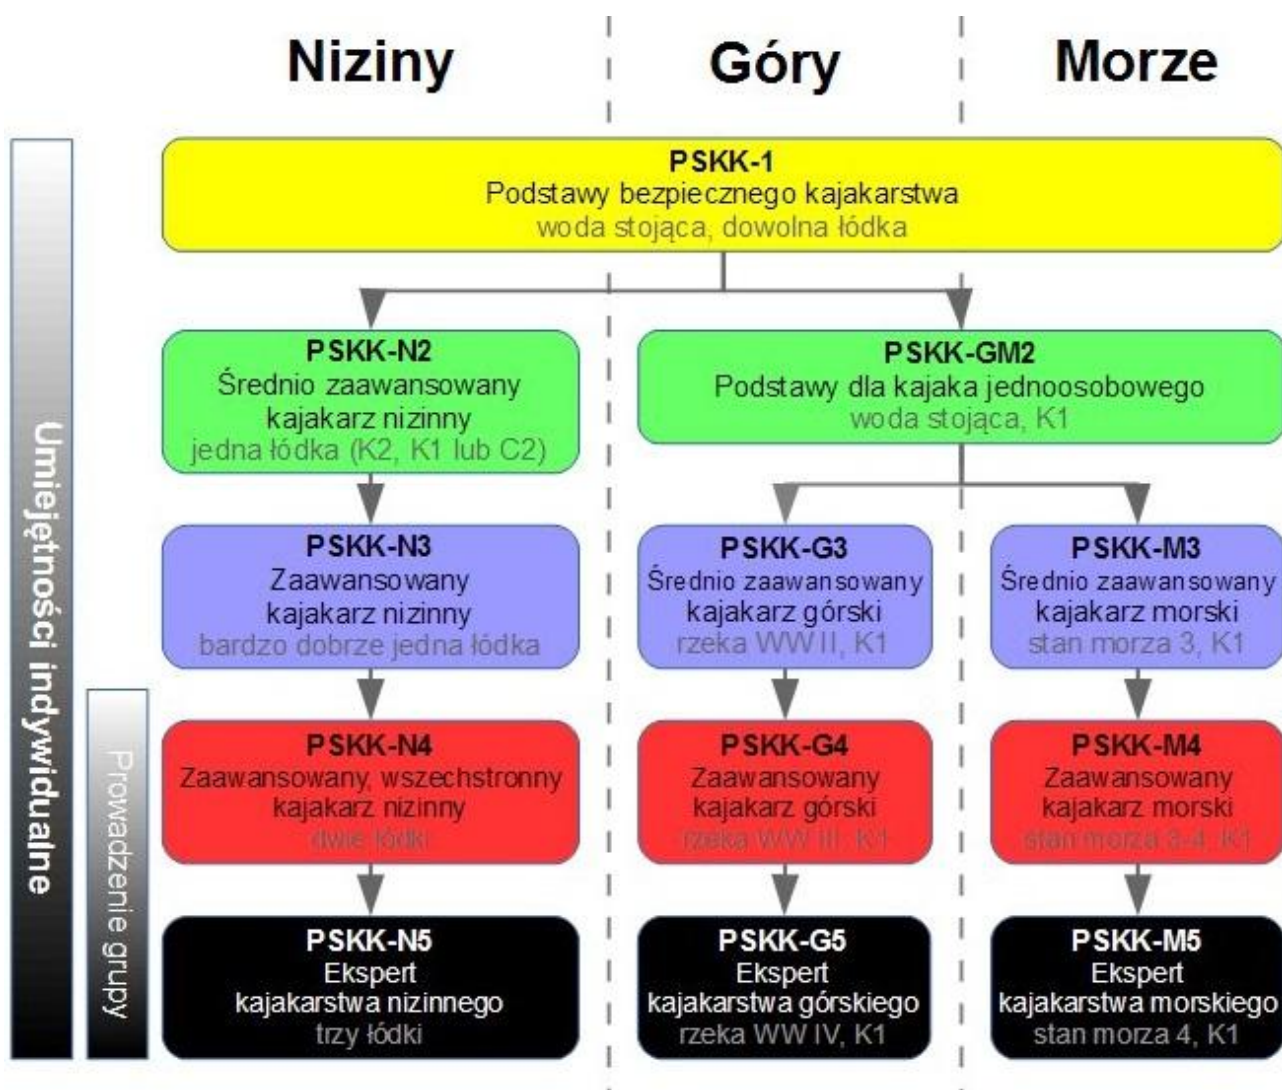 Niziny
Góry
Morze
PSKK-1
Podstawy bezpiecznego kajakarstwa
woda stojąca, dowolna łódka
PSKK-N2
Średnio zaawansowany
kajakarz nizinny
jedna łódka (K2, K1 lub C2)
PSKK-GM2
Podstawy dla kajaka jednoosobowego
woda stojąca, K1
PSKK-N3
Zaawansowany
kajakarz nizinny
bardzo dobrze jedna łódka
PSKK-G3
Średnio zaawansowany
kajakarz górski
rzeka WW II, K1
PSKK-M3
Średnio zaawansowany
kajakarz morski
stan morza 3, K1
PSKK-N4
Zaawansowany, wszechstronny
kajakarz nizinny
dwie łódki
PSKK-G4
Zaawansowany
kajakarz górski
rzeka WW III, K1
PSKK-M4
Zaawansowany
kajakarz morski
stan morza 3-4, K1
PSKK-N5
Ekspert
kajakarstwa nizinnego
trzy łódki
PSKK-G5
Ekspert
kajakarstwa górskiego
rzeka WW IV, K1
PSKK-M5
Ekspert
kajakarstwa morskiego
stan morza 4, K1
Umiejętności indywidualne
Prowadzenie grupy